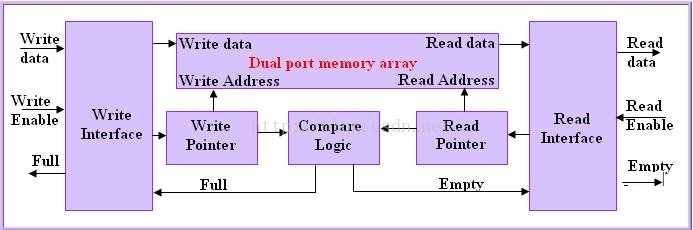 Write
data
Write
Enable
Full
Write
Interface
Write data
Read data
Dual port memory array
Write Address
Read Address
Write
Pointer
Compare
Logic
Read
Pointer
Full
Empty
Read
Interface
Read
data
Read
Enable
Empty